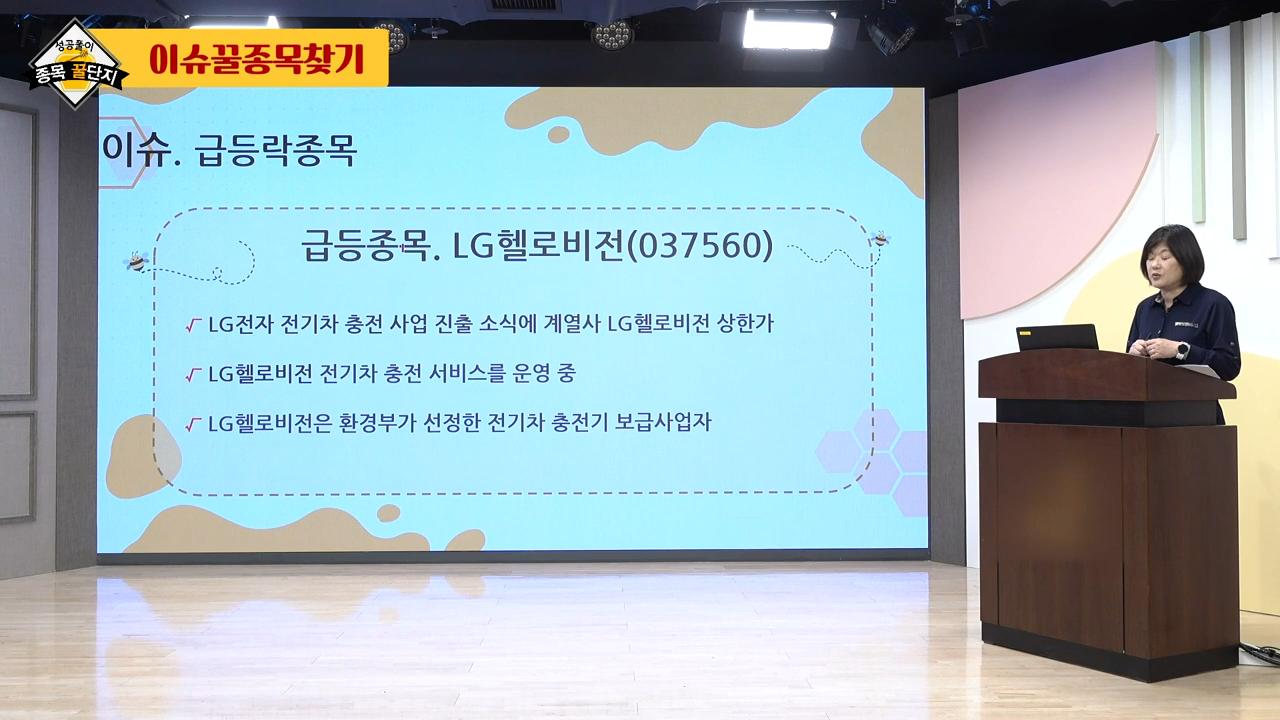 성공풀이
종목 꿀단지
이슈꿀종목찾기
이슈. 급등락종목
급등종목. LG헬로비전(037560)
√ LG전자 전기차 충전 사업 진출 소식에 계열사 LG헬로비전 상한가
√ LG헬로비전 전기차 충전 서비스를 운영 중
√ LG헬로비전은 환경부가 선정한 전기차 충전기 보급사업자